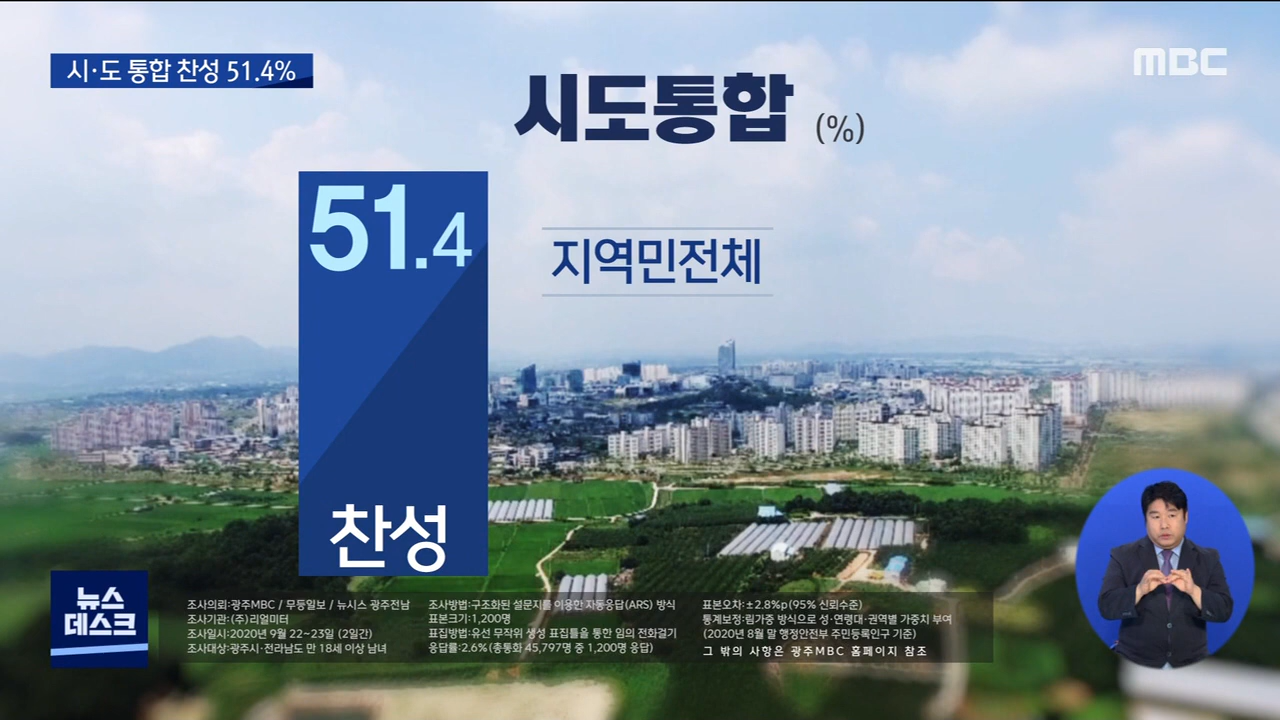 시·도 통합 찬성 51.4%
MBC
시도통합 (%)
51.4
지역민전체
찬성
뉴스
데스크
조사의뢰:광주MBC / 무등일보 / 뉴시스 광주전남
조사기관:(주)리얼미터
조사일시:2020년 9월 22~23일 (2일간)
조사대상:광주시·전라남도 만 18세 이상 남녀
조사방법:구조화된 설문지를 이용한 자동응답(ARS) 방식
표본크기:1,200명
표집방법:유선 무작위 생성 표집틀을 통한 임의 전화걸기
응답률:2.6%(총통화 45,797명 중 1,200명 응답)
표본오차:±2.8%p(95% 신뢰수준)
통계보정:림가중 방식으로 성·연령대·권역별 가중치 부여
(2020년 8월 말 행정안전부 주민등록인구 기준)
그 밖의 사항은 광주MBC 홈페이지 참조